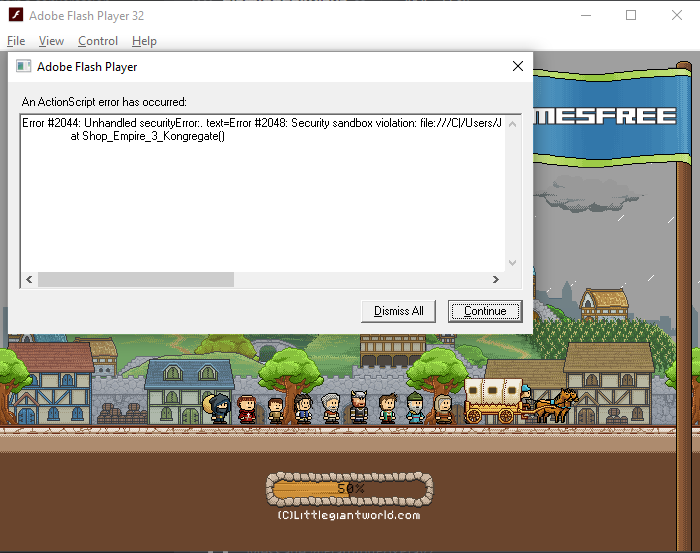 Adobe Flash Player 32
File View Control Help
Adobe Flash Player
An ActionScript error has occurred:
Error #2044: Unhandled securityError:. text=Error #2048: Security sandbox violation: file:///C|/Users/J
at Shop_Empire_3_Kongregate()
Dismiss All Continue
MESFREE
50%
(C)Littlegiantworld.com